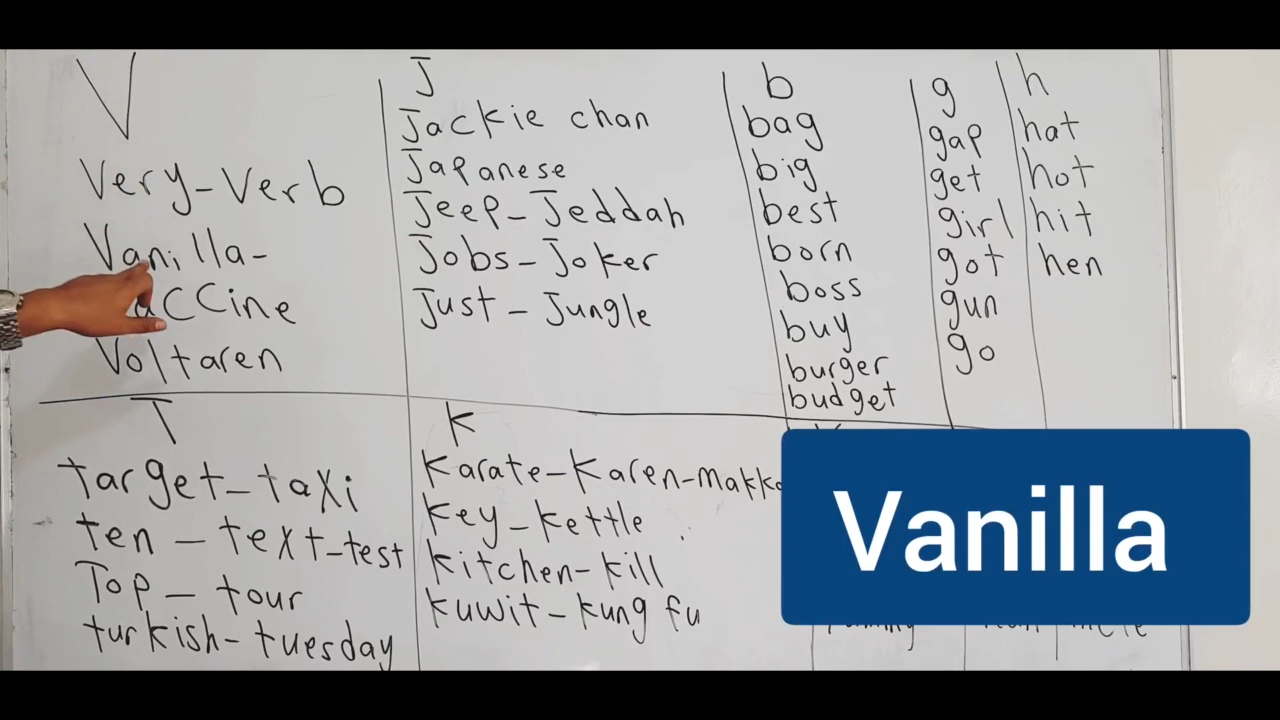 V
Very-Verb
Vanilla-
aCCine
Voltaren
J
Jackie chan
Japanese
Jeep-Jeddah
Jobs-Joker
Just-Jungle
b
bag
big
best
born
boss
buy
burger
budget
g
gap
get
girl
got
gun
go
h
hat
hot
hit
hen
T
target-taxi
ten-text-test
Top-tour
turkish-tuesday
K
Karate-Karen-makka
Key-Kettle
Kitchen-Kill
Kuwit-Kung fu
Vanilla